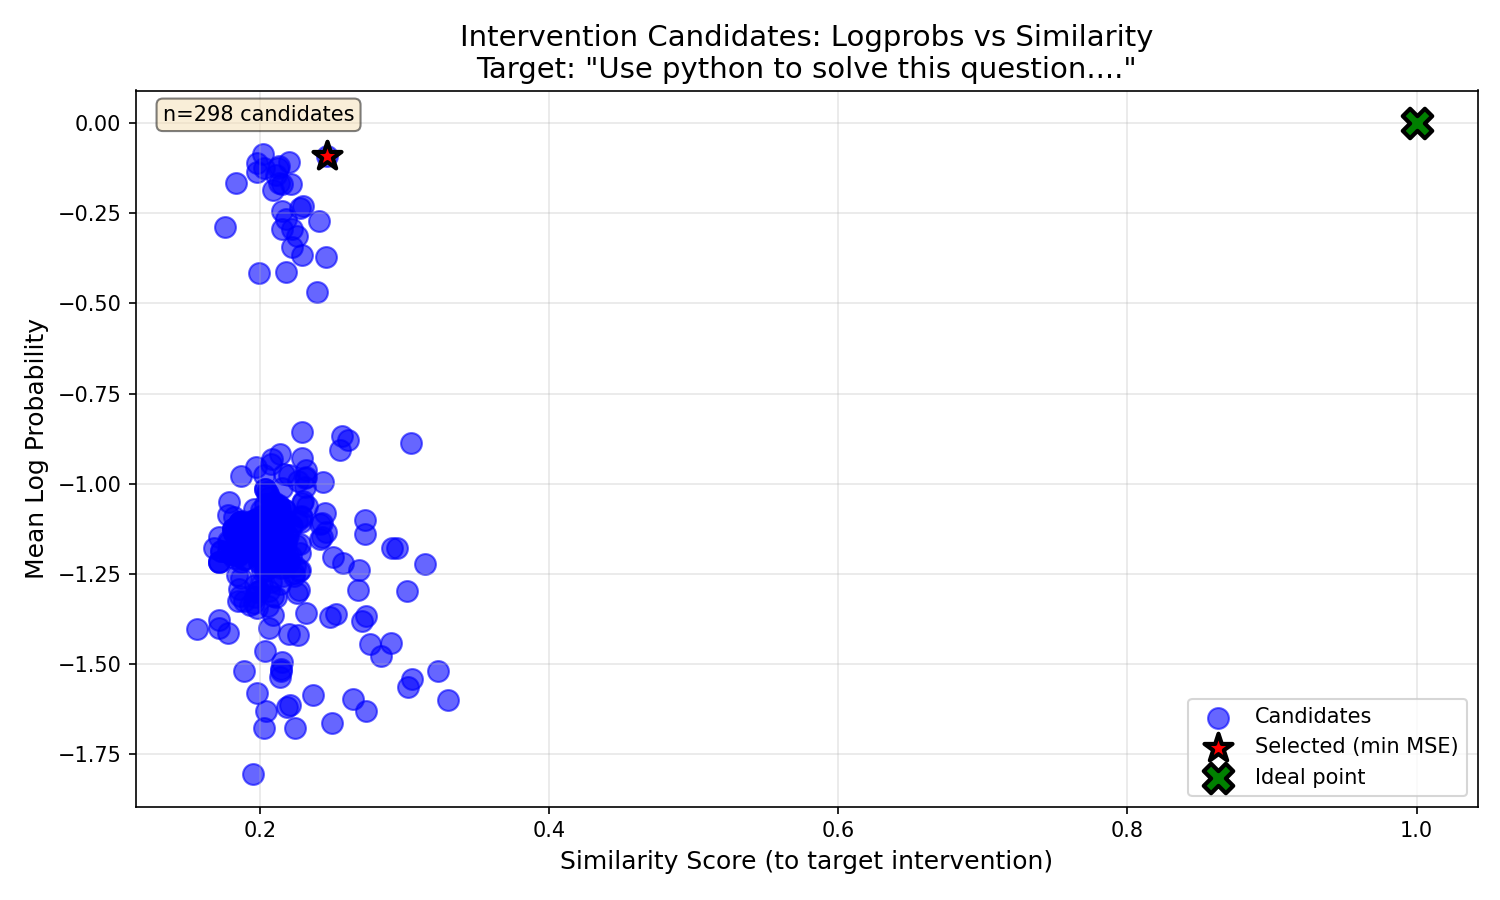 Intervention Candidates: Logprobs vs Similarity
Target: "Use python to solve this question...."
n=298 candidates
0.00
−0.25
−0.50
−0.75
−1.00
−1.25
−1.50
−1.75
Mean Log Probability
0.2
0.4
0.6
0.8
1.0
Similarity Score (to target intervention)
Candidates
Selected (min MSE)
Ideal point